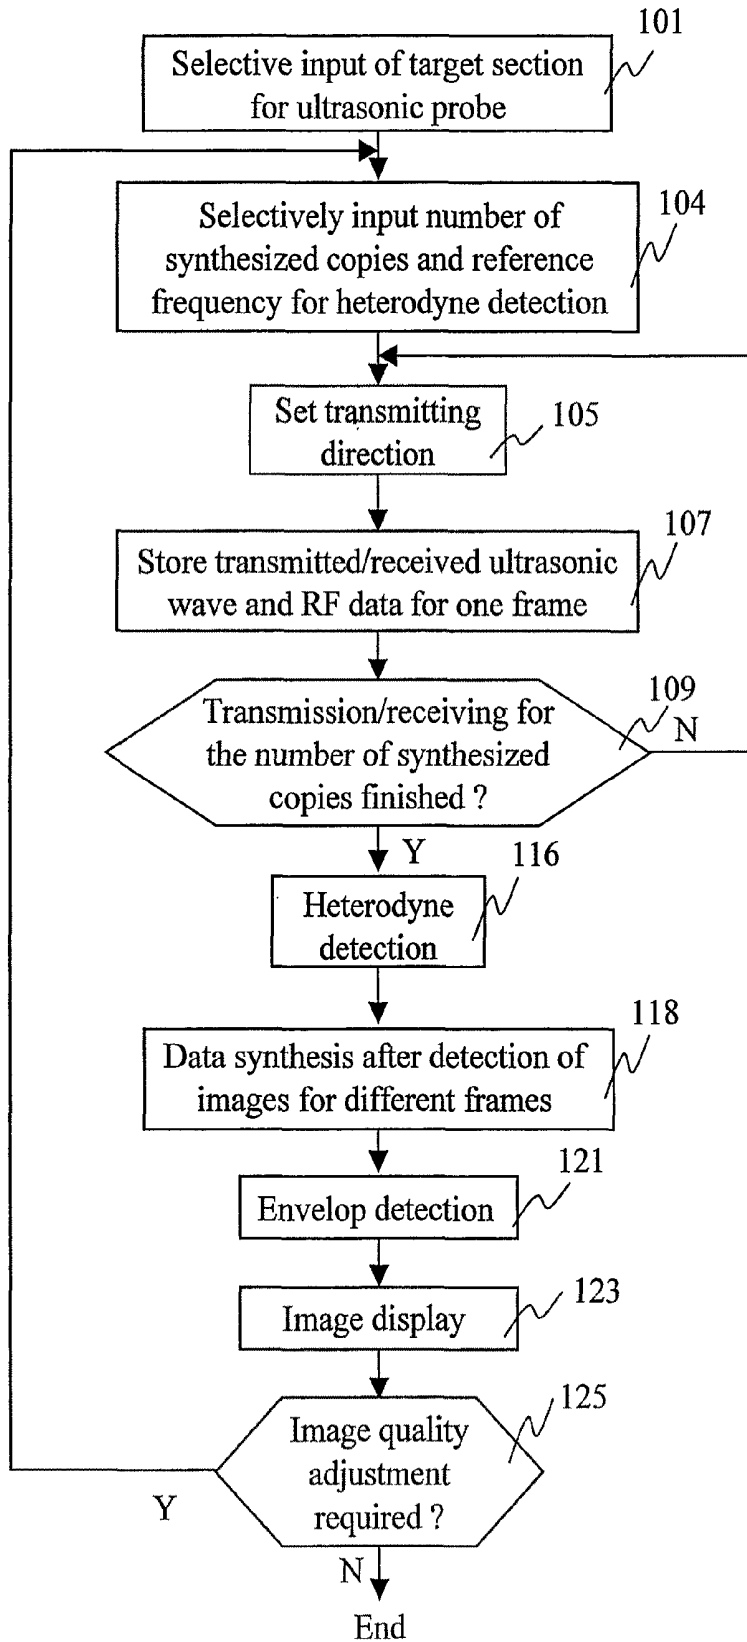 101
Selective input of target section
for ultrasonic probe
104
Selectively input number of
synthesized copies and reference
frequency for heterodyne detection
Set transmitting
direction
105
107
Store transmitted/received ultrasonic
wave and RF data for one frame
109
Transmission/receiving for
the number of synthesized
copies finished ?
N
Y
116
Heterodyne
detection
118
Data synthesis after detection of
images for different frames
121
Envelop detection
123
Image display
125
Image quality
adjustment
required ?
Y
N
End